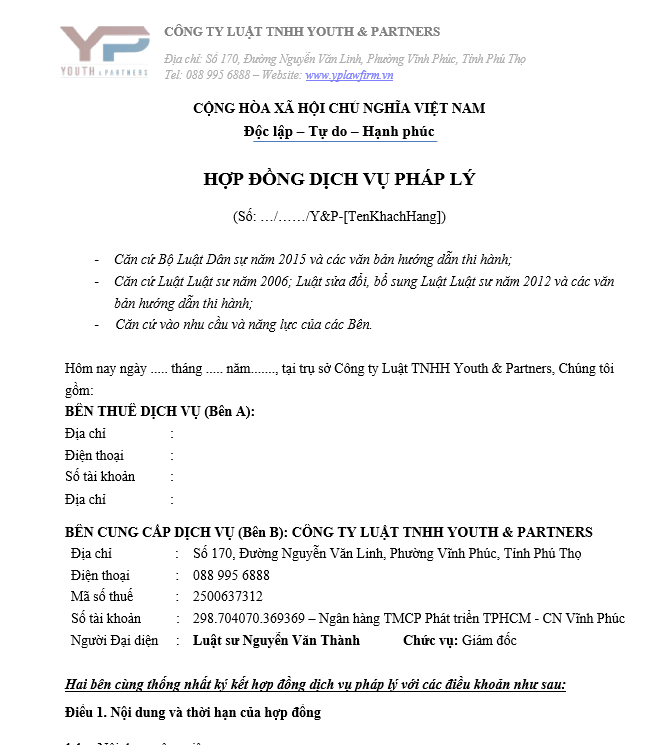 YP
YOUTH & PARTNERS
CÔNG TY LUẬT TNHH YOUTH & PARTNERS
Địa chỉ: Số 170, Đường Nguyễn Văn Linh, Phường Vĩnh Phúc, Tỉnh Phú Thọ
Tel: 088 995 6888 – Website: www.yplawfirm.vn
CỘNG HÒA XÃ HỘI CHỦ NGHĨA VIỆT NAM
Độc lập – Tự do – Hạnh phúc
HỢP ĐỒNG DỊCH VỤ PHÁP LÝ
(Số: …/……/Y&P-[TenKhachHang])
- Căn cứ Bộ Luật Dân sự năm 2015 và các văn bản hướng dẫn thi hành;
- Căn cứ Luật Luật sư năm 2006; Luật sửa đổi, bổ sung Luật Luật sư năm 2012 và các văn
bản hướng dẫn thi hành;
- Căn cứ vào nhu cầu và năng lực của các Bên.
Hôm nay ngày ..... tháng ..... năm......., tại trụ sở Công ty Luật TNHH Youth & Partners, Chúng tôi
gồm:
BÊN THUÊ DỊCH VỤ (Bên A):
Địa chỉ :
Điện thoại :
Số tài khoản :
Địa chỉ :
BÊN CUNG CẤP DỊCH VỤ (Bên B): CÔNG TY LUẬT TNHH YOUTH & PARTNERS
Địa chỉ : Số 170, Đường Nguyễn Văn Linh, Phường Vĩnh Phúc, Tỉnh Phú Thọ
Điện thoại : 088 995 6888
Mã số thuế : 2500637312
Số tài khoản : 298.704070.369369 – Ngân hàng TMCP Phát triển TPHCM - CN Vĩnh Phúc
Người Đại diện : Luật sư Nguyễn Văn Thành Chức vụ: Giám đốc
Hai bên cùng thống nhất ký kết hợp đồng dịch vụ pháp lý với các điều khoản như sau:
Điều 1. Nội dung và thời hạn của hợp đồng